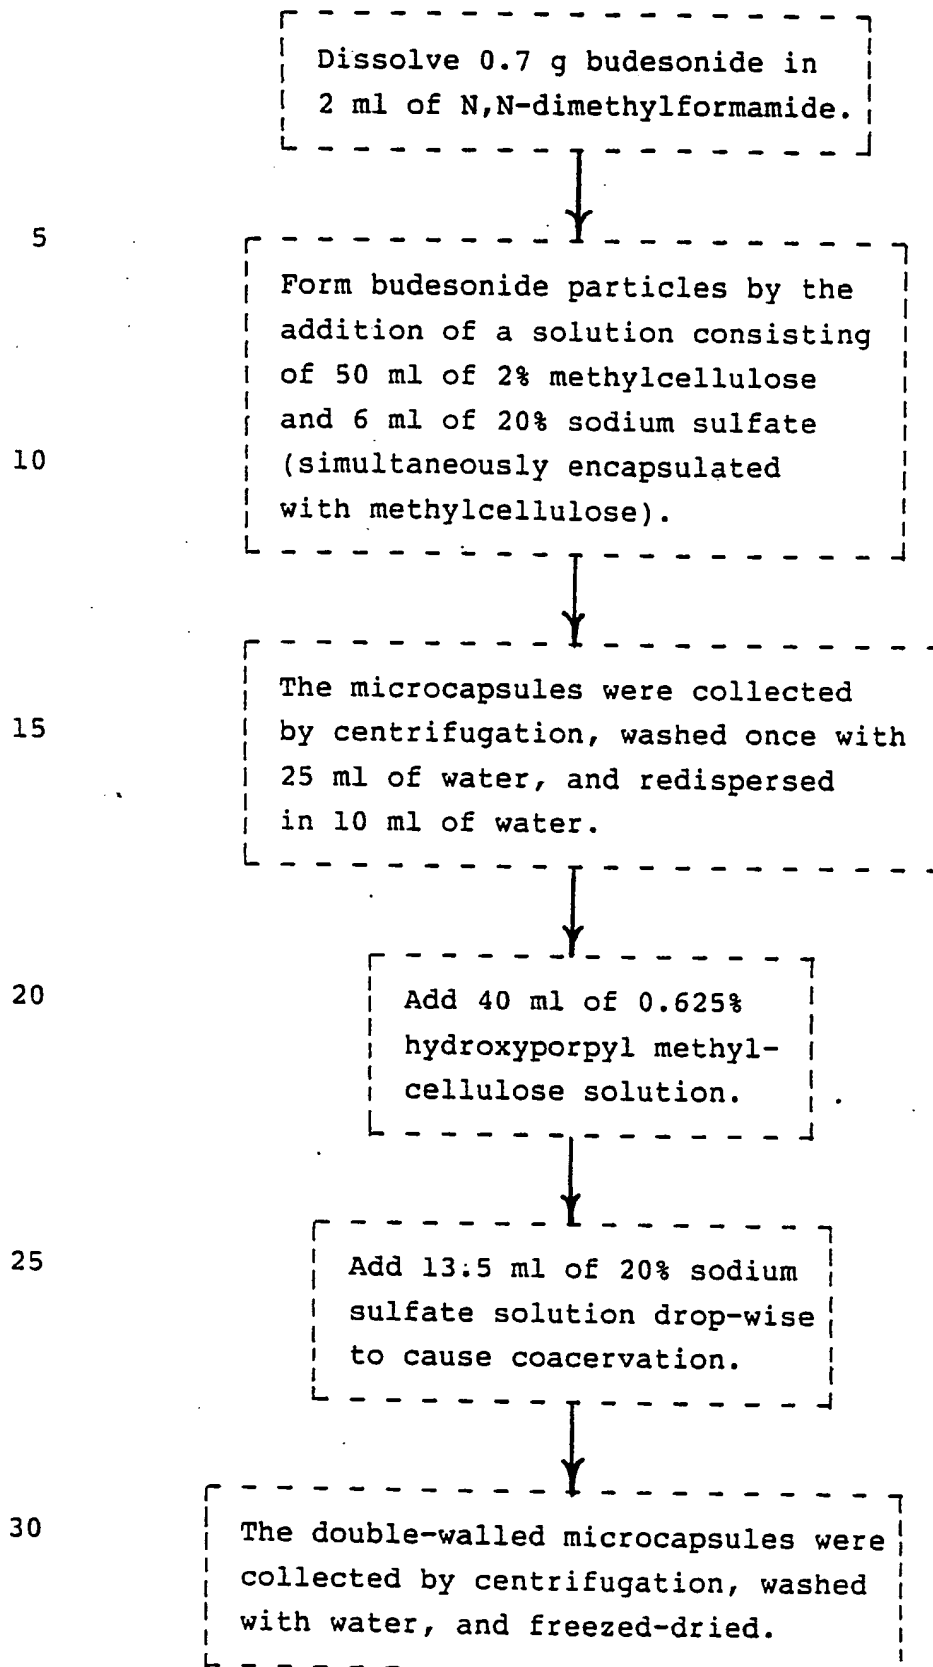 Dissolve 0.7 g budesonide in
2 ml of N,N-dimethylformamide.
5
Form budesonide particles by the
addition of a solution consisting
of 50 ml of 2% methylcellulose
and 6 ml of 20% sodium sulfate
10
(simultaneously encapsulated
with methylcellulose).
The microcapsules were collected
15
by centrifugation, washed once with
25 ml of water, and redispersed
in 10 ml of water.
20
Add 40 ml of 0.625%
hydroxyporpyl methyl-
cellulose solution.
25
Add 13.5 ml of 20% sodium
sulfate solution drop-wise
to cause coacervation.
30
The double-walled microcapsules were
collected by centrifugation, washed
with water, and freezed-dried.